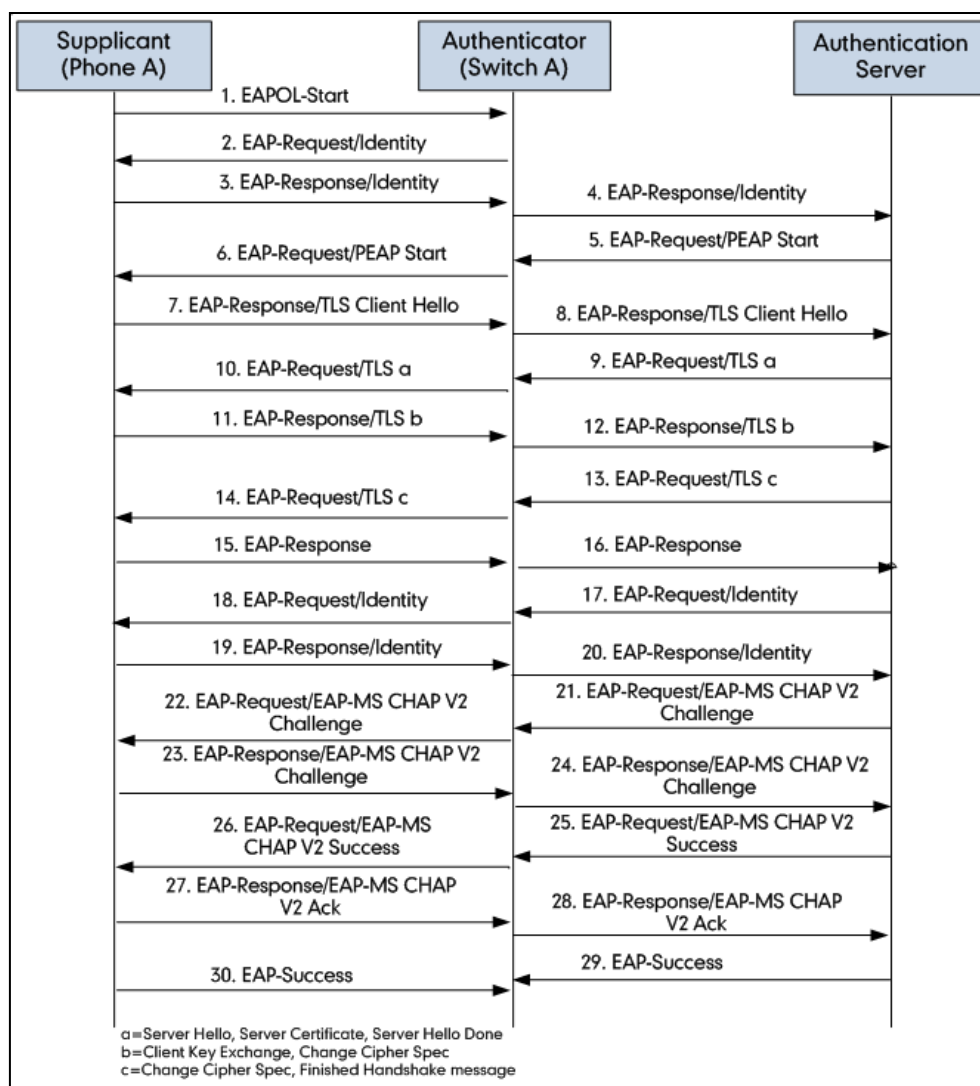 Supplicant
(Phone A)
Authenticator
(Switch A)
Authentication
Server
1. EAPOL-Start
2. EAP-Request/Identity
3. EAP-Response/Identity
4. EAP-Response/Identity
5. EAP-Request/PEAP Start
6. EAP-Request/PEAP Start
7. EAP-Response/TLS Client Hello
8. EAP-Response/TLS Client Hello
9. EAP-Request/TLS a
10. EAP-Request/TLS a
11. EAP-Response/TLS b
12. EAP-Response/TLS b
13. EAP-Request/TLS c
14. EAP-Request/TLS c
15. EAP-Response
16. EAP-Response
17. EAP-Request/Identity
18. EAP-Request/Identity
19. EAP-Response/Identity
20. EAP-Response/Identity
21. EAP-Request/EAP-MS CHAP V2
Challenge
22. EAP-Request/EAP-MS CHAP V2
Challenge
23. EAP-Response/EAP-MS CHAP V2
Challenge
24. EAP-Response/EAP-MS CHAP V2
Challenge
25. EAP-Request/EAP-MS CHAP V2
Success
26. EAP-Request/EAP-MS
CHAP V2 Success
27. EAP-Response/EAP-MS CHAP
V2 Ack
28. EAP-Response/EAP-MS CHAP
V2 Ack
29. EAP-Success
30. EAP-Success
a=Server Hello, Server Certificate, Server Hello Done
b=Client Key Exchange, Change Cipher Spec
c=Change Cipher Spec, Finished Handshake message